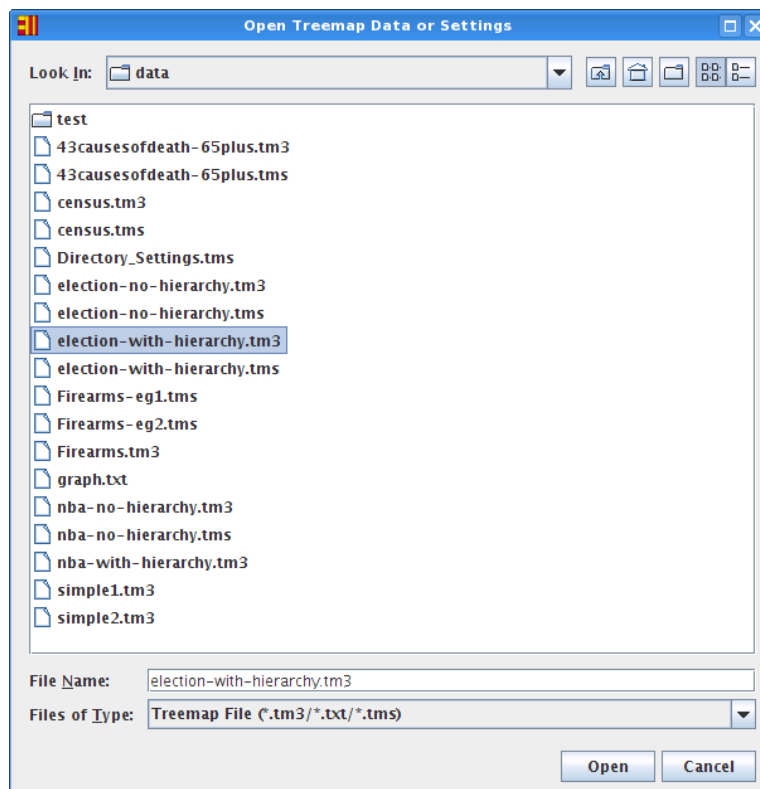 Open Treemap Data or Settings
Look In: data
test
43causesofdeath-65plus.tm3
43causesofdeath-65plus.tms
census.tm3
census.tms
Directory_Settings.tms
election-no-hierarchy.tm3
election-no-hierarchy.tms
election-with-hierarchy.tm3
election-with-hierarchy.tms
Firearms-eg1.tms
Firearms-eg2.tms
Firearms.tm3
graph.txt
nba-no-hierarchy.tm3
nba-no-hierarchy.tms
nba-with-hierarchy.tm3
simple1.tm3
simple2.tm3
File Name: election-with-hierarchy.tm3
Files of Type: Treemap File (*.tm3/*.txt/*.tms)
Open Cancel